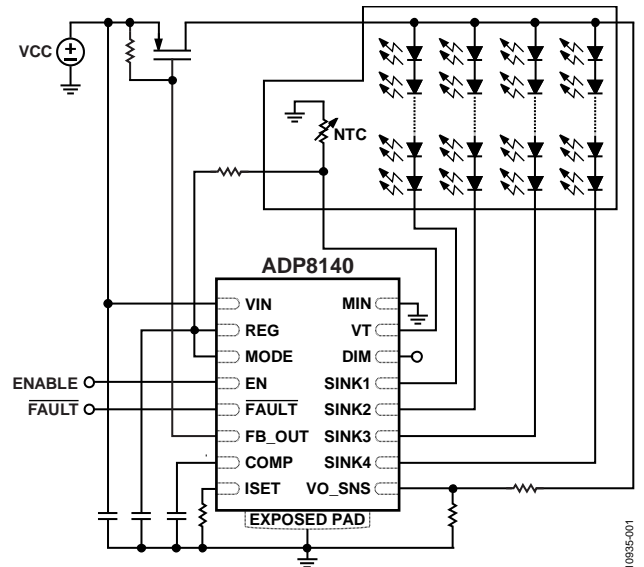 VCC
NTC
ADP8140
VIN
REG
MODE
EN
FAULT
FB_OUT
COMP
ISET
MIN
VT
DIM
SINK1
SINK2
SINK3
SINK4
VO_SNS
EXPOSED PAD
ENABLE
FAULT
10935-001